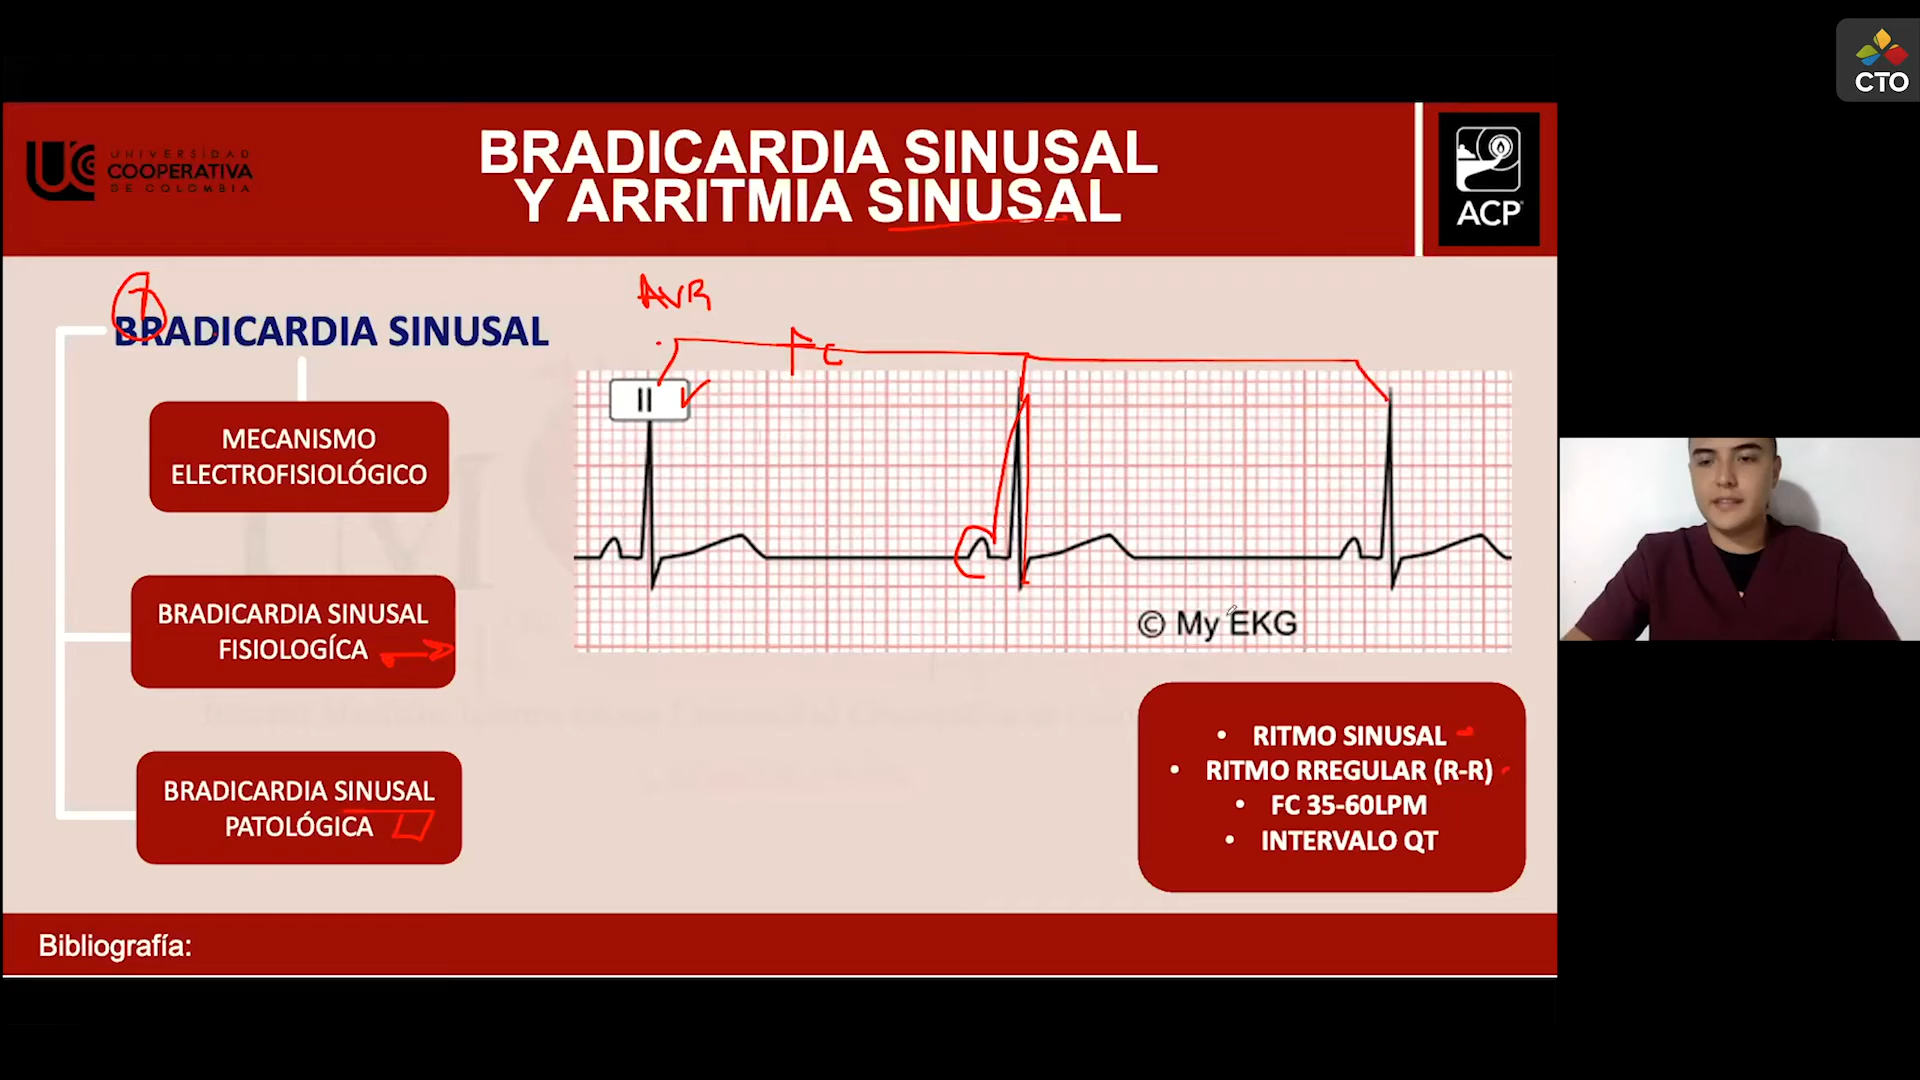 CTO
UNIVERSIDAD
COOPERATIVA
DE COLOMBIA
BRADICARDIA SINUSAL
Y ARRITMIA SINUSAL
ACP
AVR
BRADICARDIA SINUSAL
FC
II
MECANISMO
ELECTROFISIOLÓGICO
BRADICARDIA SINUSAL
FISIOLOGÍCA
© My EKG
BRADICARDIA SINUSAL
PATOLÓGICA
• RITMO SINUSAL
• RITMO RREGULAR (R-R)
• FC 35-60LPM
• INTERVALO QT
Bibliografía: